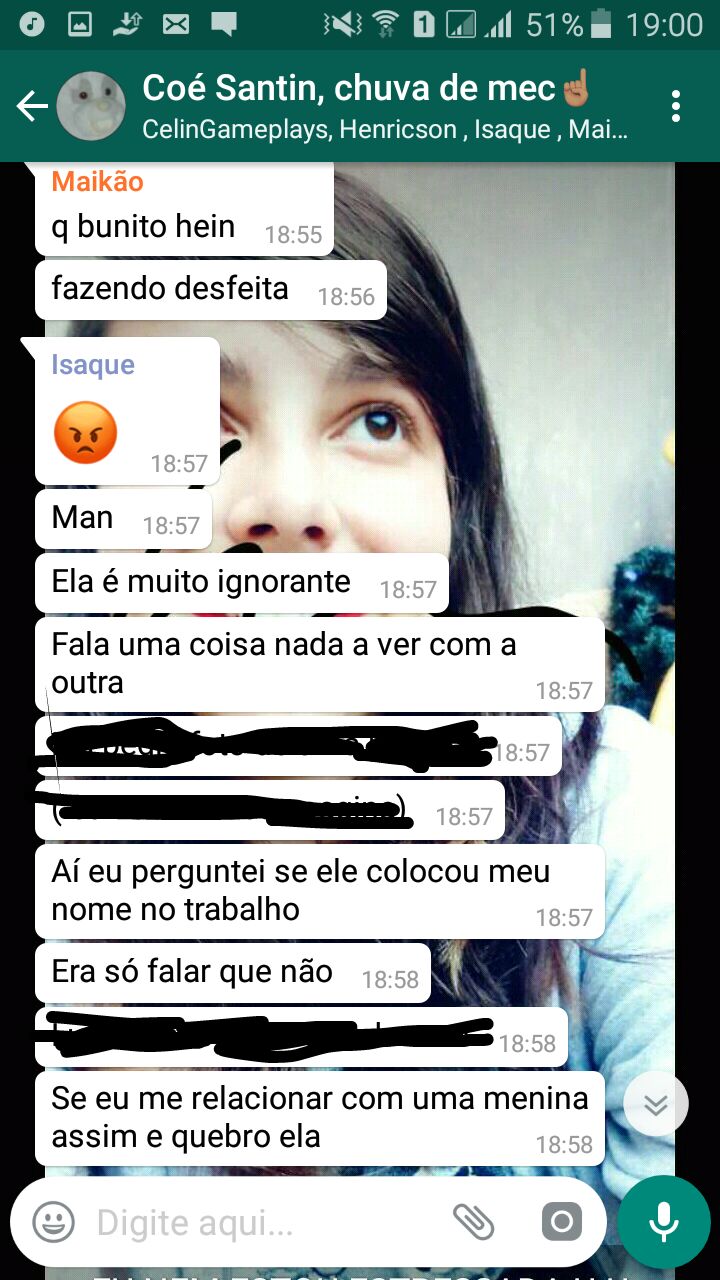 51% 19:00
Coé Santin, chuva de mec☝🏽
CelinGameplays, Henricson , Isaque , Mai...
Maikão
q bunito hein 18:55
fazendo desfeita 18:56
Isaque
😡
18:57
Man 18:57
Ela é muito ignorante 18:57
Fala uma coisa nada a ver com a
outra 18:57
18:57
18:57
Aí eu perguntei se ele colocou meu
nome no trabalho 18:57
Era só falar que não 18:58
18:58
Se eu me relacionar com uma menina
assim e quebro ela 18:58
Digite aqui...